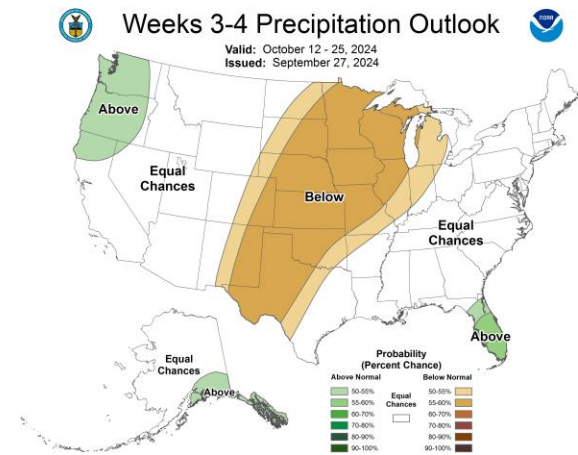 Weeks 3-4 Precipitation Outlook
NOAA
Valid: October 12 - 25, 2024
Issued: September 27, 2024
Above
Equal
Chances
Below
Equal
Chances
Above
Equal
Chances
Above
Probability
(Percent Chance)
Above Normal
Below Normal
50-55%
55-60%
60-70%
70-80%
80-90%
90-100%
Equal
Chances
50-55%
55-60%
60-70%
70-80%
80-90%
90-100%